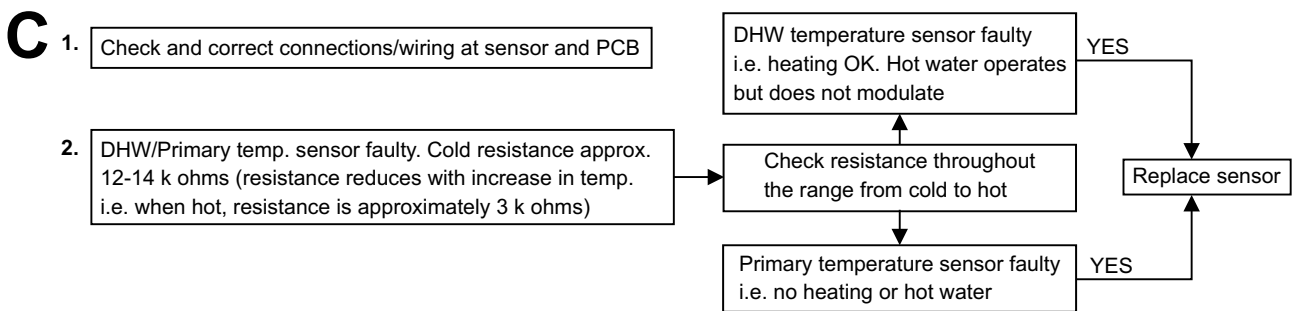 C 1. Check and correct connections/wiring at sensor and PCB
2. DHW/Primary temp. sensor faulty. Cold resistance approx.
12-14 k ohms (resistance reduces with increase in temp.
i.e. when hot, resistance is approximately 3 k ohms)
DHW temperature sensor faulty
i.e. heating OK. Hot water operates
but does not modulate
YES
Check resistance throughout
the range from cold to hot
Replace sensor
Primary temperature sensor faulty
i.e. no heating or hot water
YES